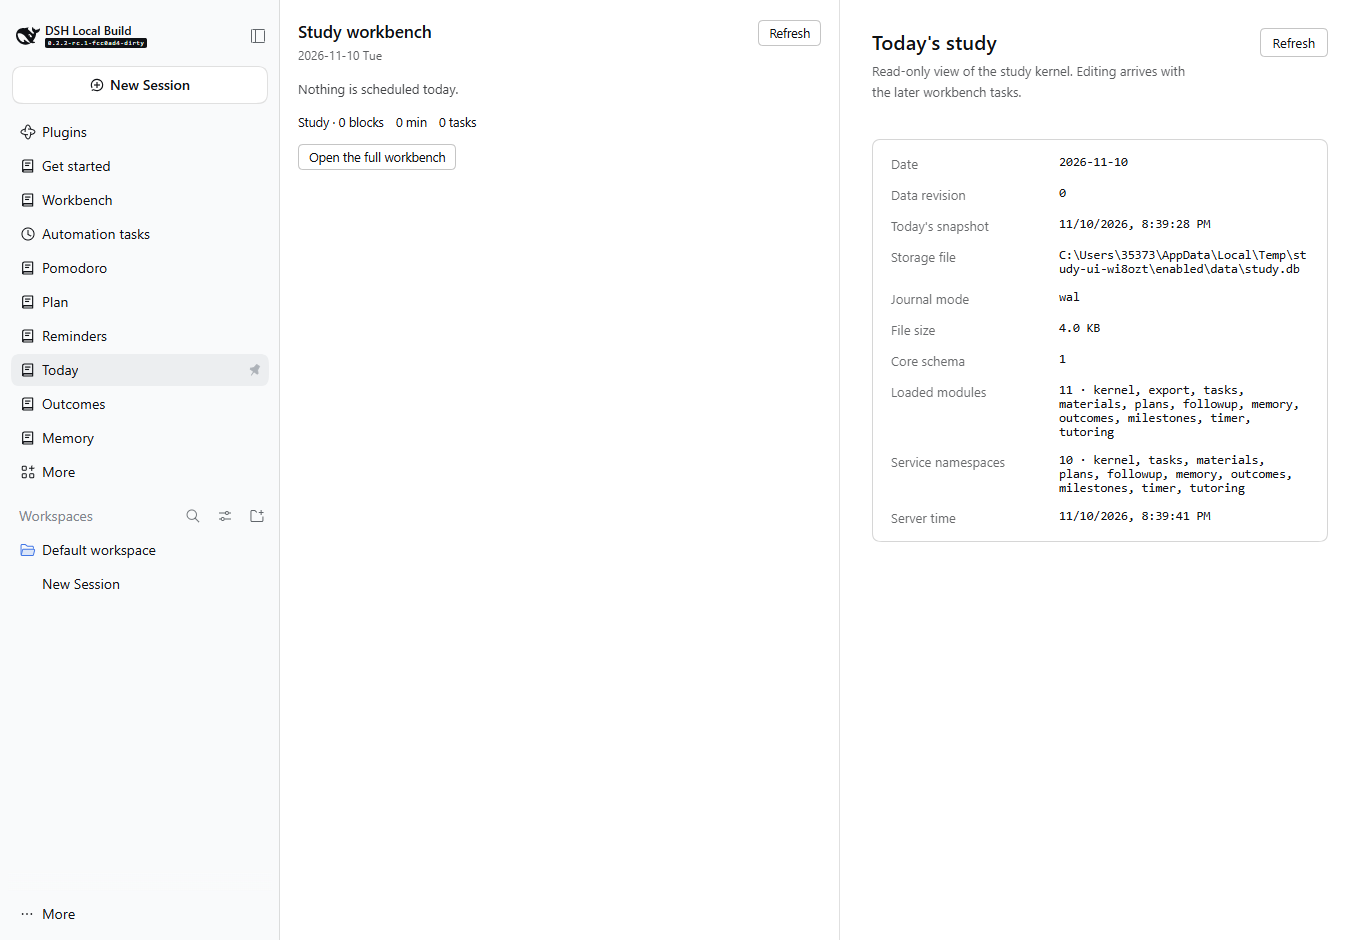 DSH Local Build
0.2.2-rc.1-fcc0ad4-dirty
New Session
Plugins
Get started
Workbench
Automation tasks
Pomodoro
Plan
Reminders
Today
Outcomes
Memory
More
Workspaces
Default workspace
New Session
More
Study workbench
Refresh
2026-11-10 Tue
Nothing is scheduled today.
Study · 0 blocks 0 min 0 tasks
Open the full workbench
Today's study
Refresh
Read-only view of the study kernel. Editing arrives with
the later workbench tasks.
Date 2026-11-10
Data revision 0
Today's snapshot 11/10/2026, 8:39:28 PM
Storage file C:\Users\35373\AppData\Local\Temp\st
udy-ui-wi8ozt\enabled\data\study.db
Journal mode wal
File size 4.0 KB
Core schema 1
Loaded modules 11 · kernel, export, tasks,
materials, plans, followup, memory,
outcomes, milestones, timer,
tutoring
Service namespaces 10 · kernel, tasks, materials,
plans, followup, memory, outcomes,
milestones, timer, tutoring
Server time 11/10/2026, 8:39:41 PM